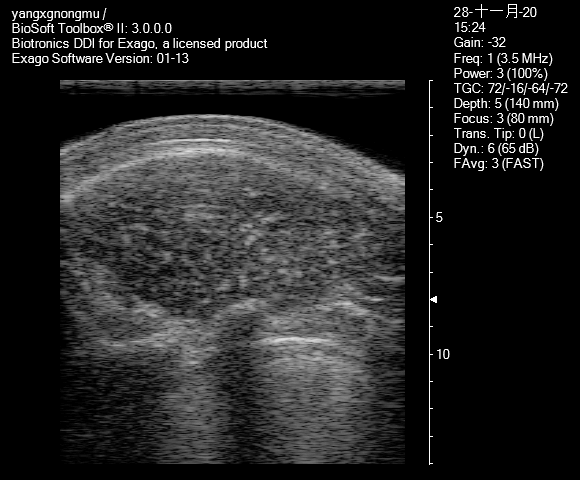 yangxgnongmu /
BioSoft Toolbox® II: 3.0.0.0
Biotronics DDI for Exago, a licensed product
Exago Software Version: 01-13
28-十一月-20
15:24
Gain: -32
Freq: 1 (3.5 MHz)
Power: 3 (100%)
TGC: 72/-16/-64/-72
Depth: 5 (140 mm)
Focus: 3 (80 mm)
Trans. Tip: 0 (L)
Dyn.: 6 (65 dB)
FAvg: 3 (FAST)
5
10